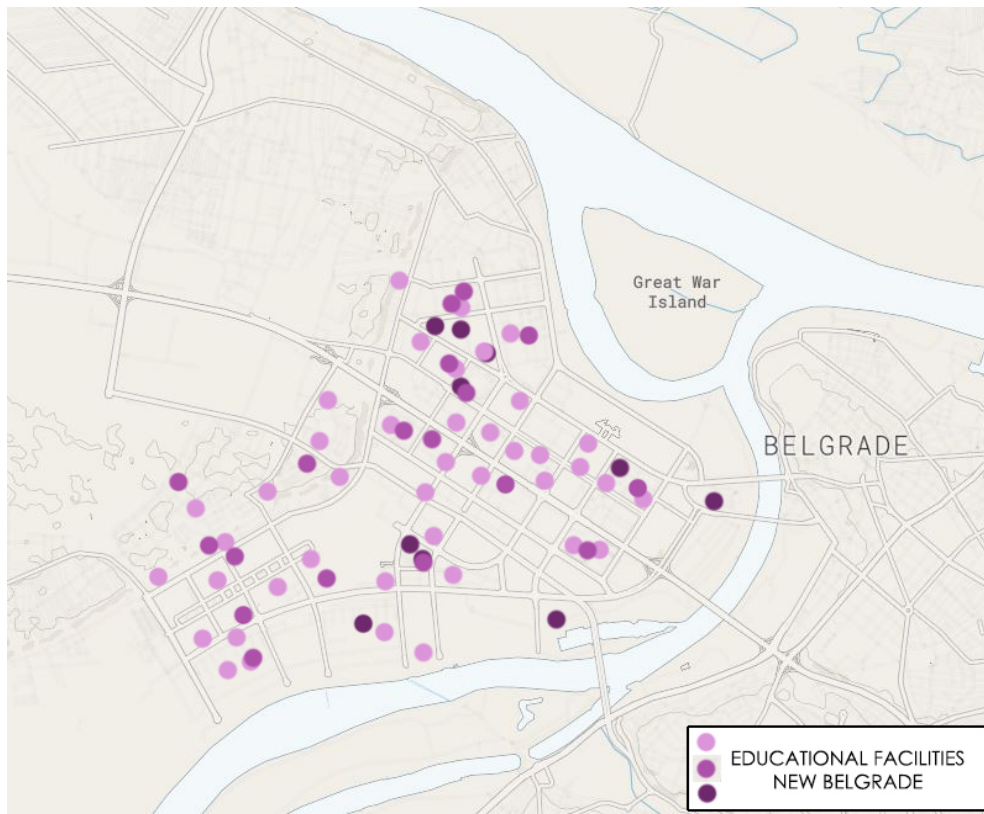 Great War
Island
BELGRADE
EDUCATIONAL FACILITIES
NEW BELGRADE